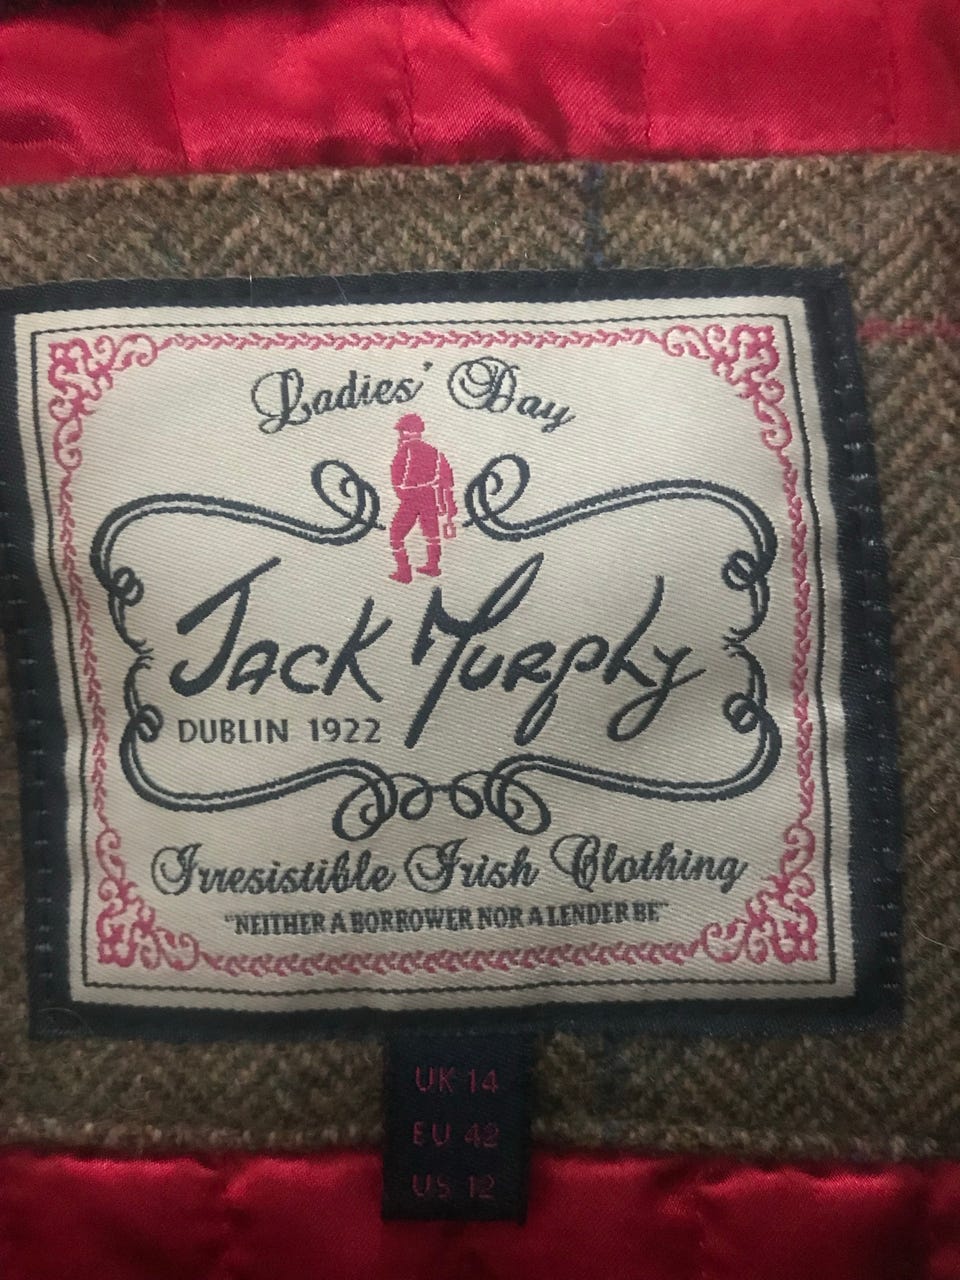 Ladies' Day
Jack Murphy
DUBLIN 1922
Irresistible Irish Clothing
"NEITHER A BORROWER NOR A LENDER BE"
UK 14
EU 42
US 12